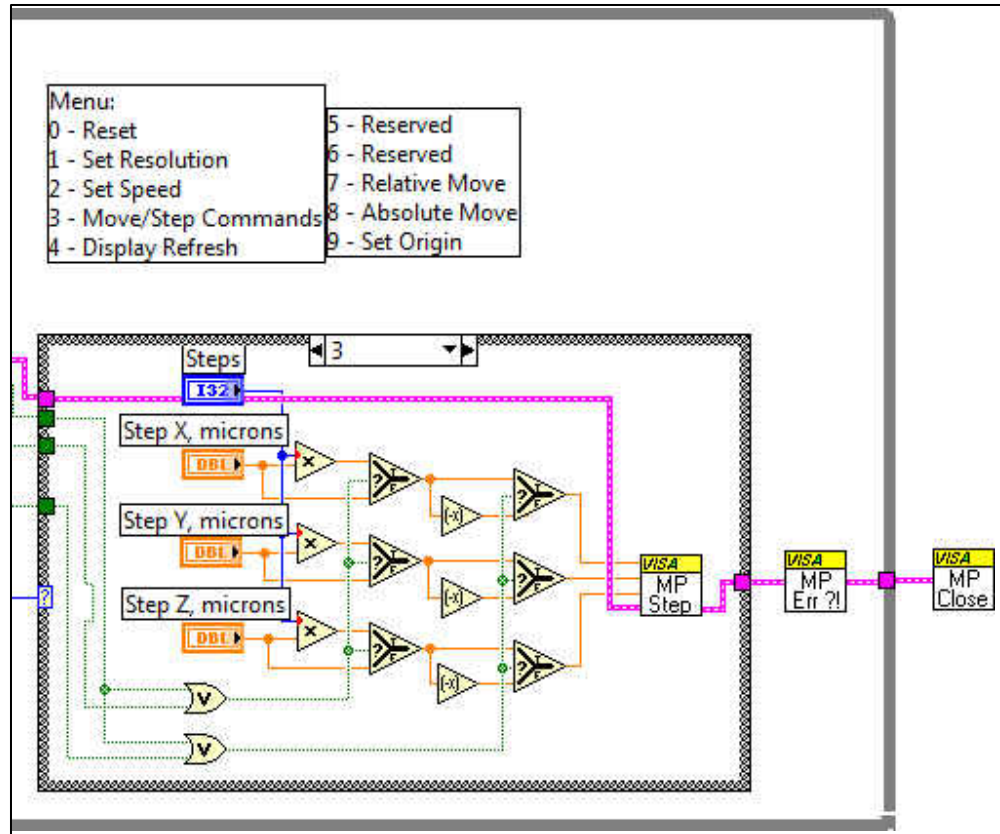 Menu:
0 - Reset
1 - Set Resolution
2 - Set Speed
3 - Move/Step Commands
4 - Display Refresh
5 - Reserved
6 - Reserved
7 - Relative Move
8 - Absolute Move
9 - Set Origin
3
Steps
I32
Step X, microns
DBL
x
?
T
F
(-x)
?
T
F
Step Y, microns
DBL
x
?
T
F
(-x)
?
T
F
Step Z, microns
DBL
x
?
T
F
(-x)
?
T
F
?
V
V
VISA
MP
Step
VISA
MP
Err ?!
VISA
MP
Close